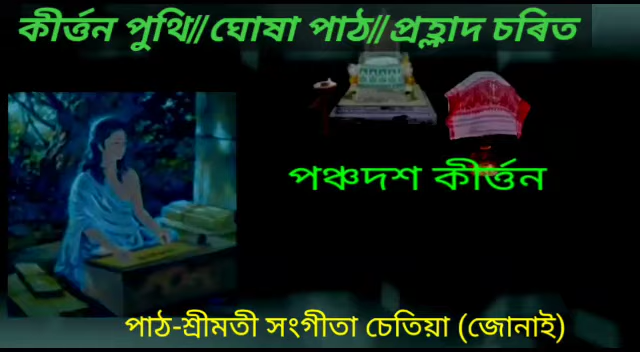 কীৰ্ত্তন পুথি//ঘোষা পাঠ//প্ৰহ্লাদ চৰিত
পঞ্চদশ কীৰ্ত্তন
পাঠ-শ্ৰীমতী সংগীতা চেতিয়া (জোনাই)